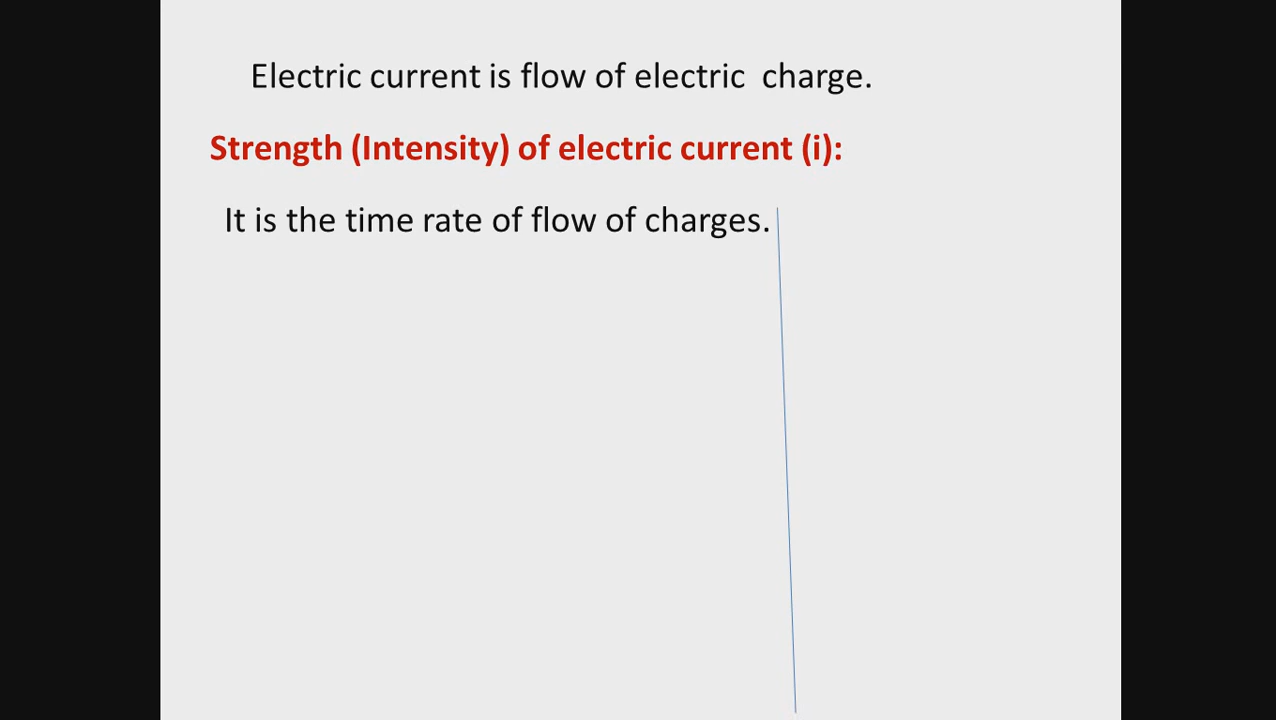 Electric current is flow of electric  charge.
Strength (Intensity) of electric current (i):
It is the time rate of flow of charges.